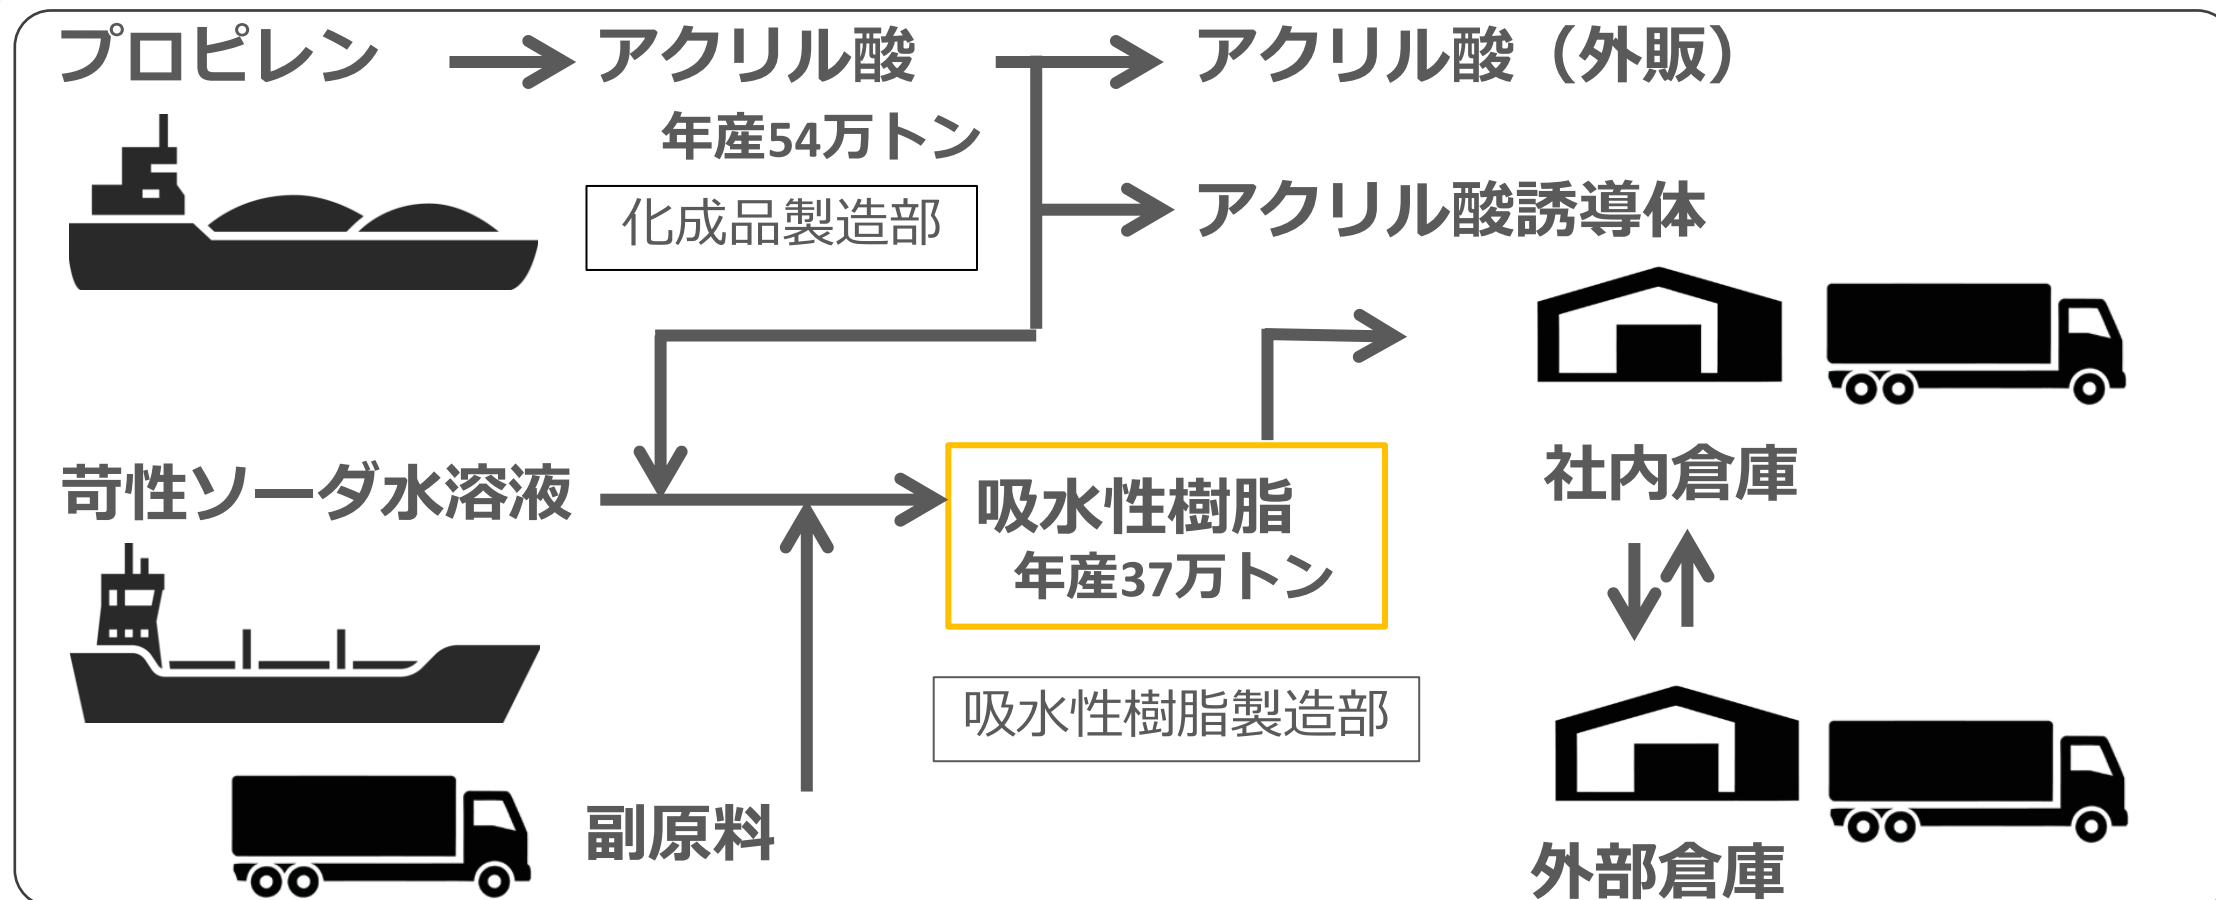 プロピレン
アクリル酸
アクリル酸（外販）
年産54万トン
化成品製造部
アクリル酸誘導体
苛性ソーダ水溶液
吸水性樹脂
年産37万トン
社内倉庫
吸水性樹脂製造部
副原料
外部倉庫